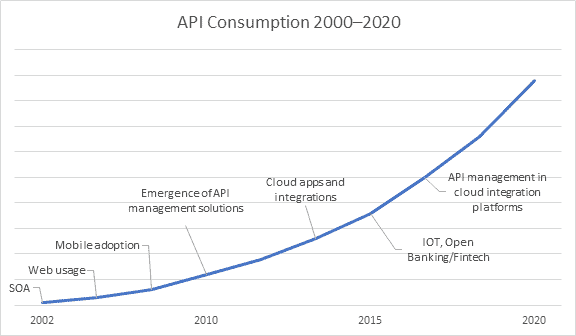 API Consumption 2000–2020
API management in
cloud integration
platforms
Cloud apps and
integrations
Emergence of API
management solutions
IOT, Open
Banking/Fintech
Mobile adoption
Web usage
SOA
2002
2010
2015
2020